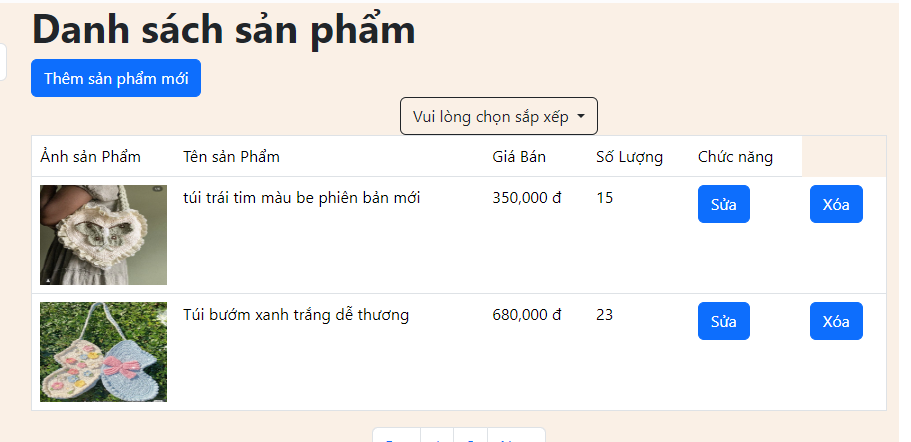 Danh sách sản phẩm
Thêm sản phẩm mới
Vui lòng chọn sắp xếp
Ảnh sản Phẩm Tên sản Phẩm Giá Bán Số Lượng Chức năng
túi trái tim màu be phiên bản mới 350,000 đ 15 Sửa Xóa
Túi bướm xanh trắng dễ thương 680,000 đ 23 Sửa Xóa